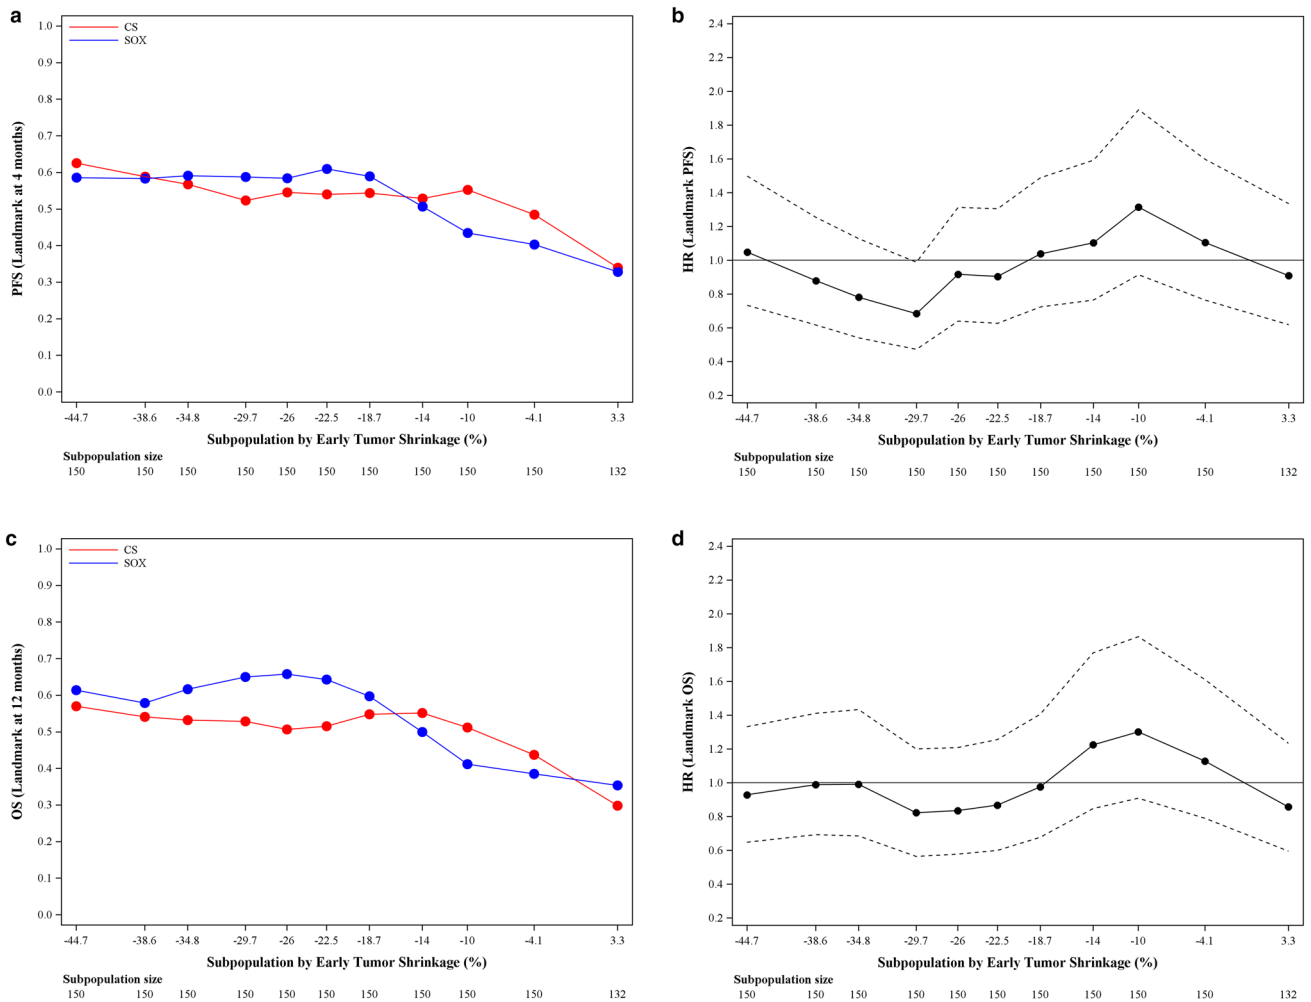 a
CS
SOX
PFS (Landmark at 4 months)
1.0
0.9
0.8
0.7
0.6
0.5
0.4
0.3
0.2
0.1
0.0
-44.7 -38.6 -34.8 -29.7 -26 -22.5 -18.7 -14 -10 -4.1 3.3
Subpopulation by Early Tumor Shrinkage (%)
Subpopulation size
150 150 150 150 150 150 150 150 150 150 132
b
HR (Landmark PFS)
2.4
2.2
2.0
1.8
1.6
1.4
1.2
1.0
0.8
0.6
0.4
0.2
-44.7 -38.6 -34.8 -29.7 -26 -22.5 -18.7 -14 -10 -4.1 3.3
Subpopulation by Early Tumor Shrinkage (%)
Subpopulation size
150 150 150 150 150 150 150 150 150 150 132
c
CS
SOX
OS (Landmark at 12 months)
1.0
0.9
0.8
0.7
0.6
0.5
0.4
0.3
0.2
0.1
0.0
-44.7 -38.6 -34.8 -29.7 -26 -22.5 -18.7 -14 -10 -4.1 3.3
Subpopulation by Early Tumor Shrinkage (%)
Subpopulation size
150 150 150 150 150 150 150 150 150 150 132
d
HR (Landmark OS)
2.4
2.2
2.0
1.8
1.6
1.4
1.2
1.0
0.8
0.6
0.4
0.2
-44.7 -38.6 -34.8 -29.7 -26 -22.5 -18.7 -14 -10 -4.1 3.3
Subpopulation by Early Tumor Shrinkage (%)
Subpopulation size
150 150 150 150 150 150 150 150 150 150 132